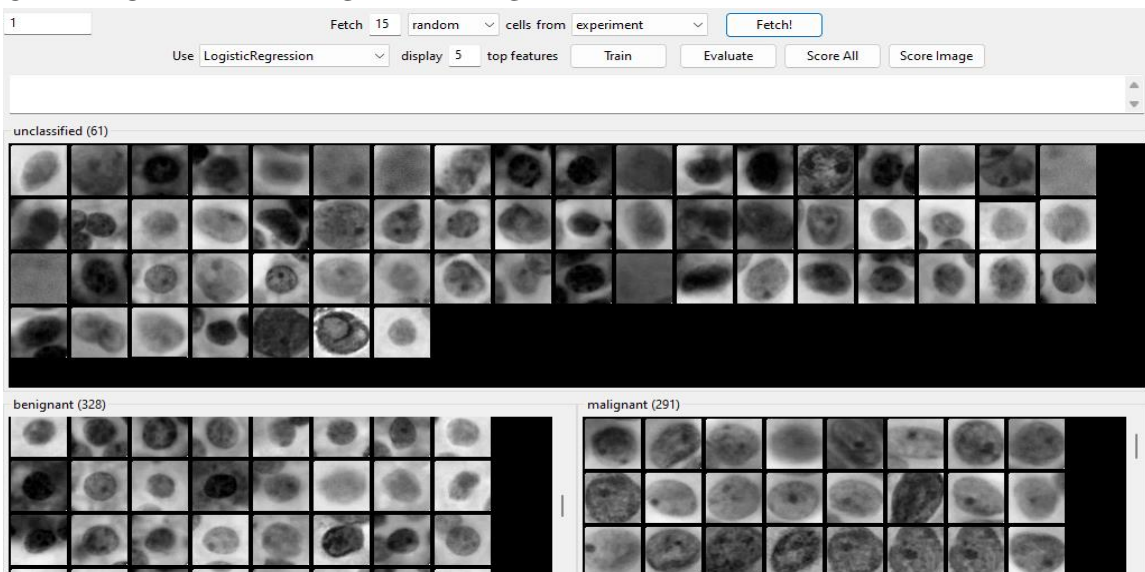 1 Fetch 15 random cells from experiment Fetch!
Use LogisticRegression display 5 top features Train Evaluate Score All Score Image
unclassified (61)
benignant (328)
malignant (291)